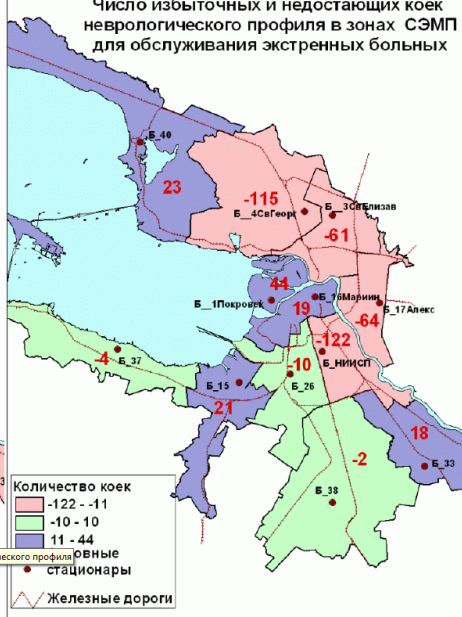 Число избыточных и недостающих коек
неврологического профиля в зонах СЭМП
для обслуживания экстренных больных
Б_40
23
-115
Б__4СвГеорг
Б__3СвЕлизав
-61
44
Б__1Покровск
Б_16Мариин
19
Б_17Алекс
-64
-122
Б_НИИСП
-4
Б_37
-10
Б_26
Б_15
21
18
Б_33
-2
Б_38
Количество коек
-122 - -11
-10 - 10
11 - 44
ческого профиля
стационары
Железные дороги